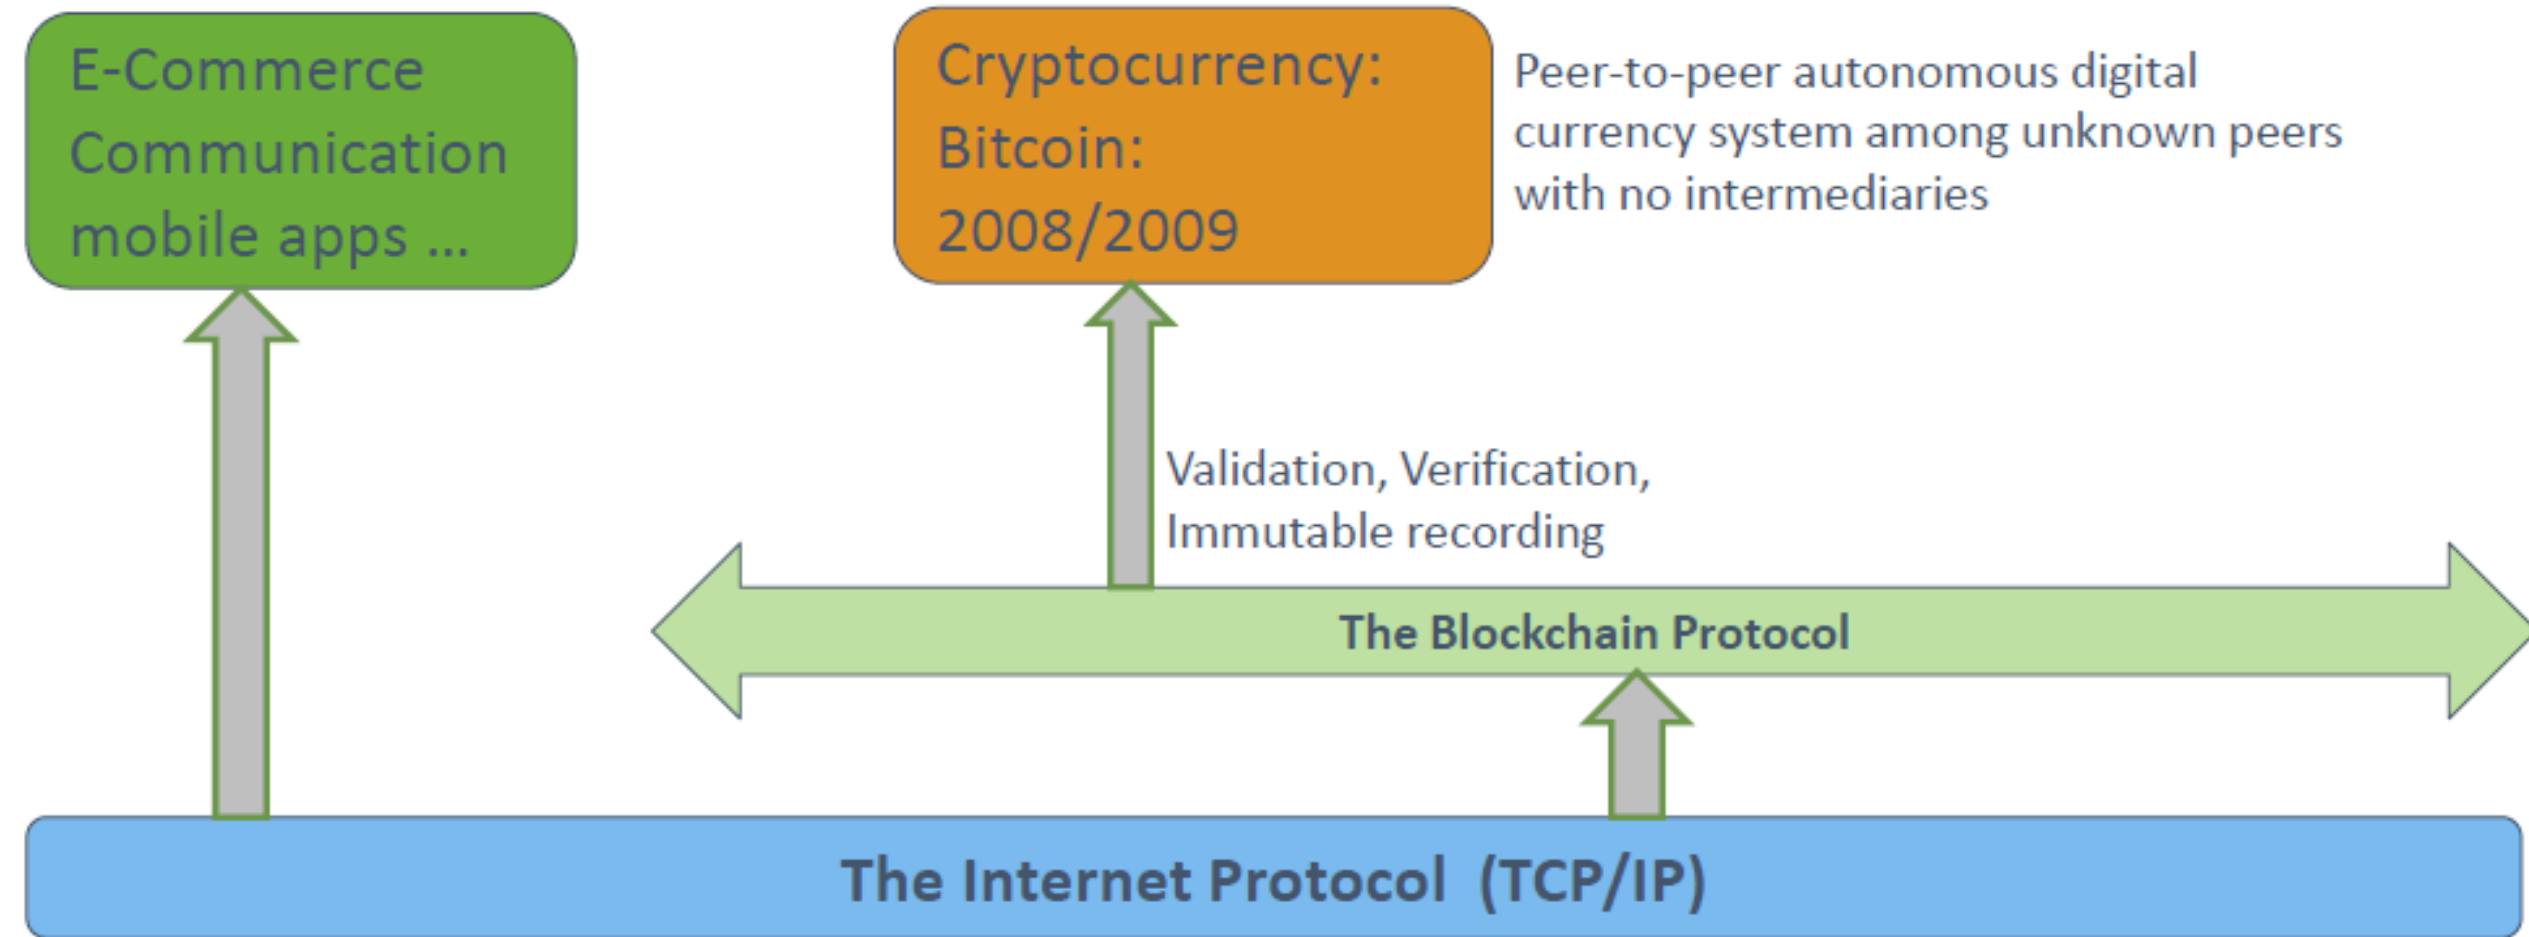 E-Commerce
Communication
mobile apps ...
Cryptocurrency:
Bitcoin:
2008/2009
Peer-to-peer autonomous digital
currency system among unknown peers
with no intermediaries
Validation, Verification,
Immutable recording
The Blockchain Protocol
The Internet Protocol (TCP/IP)